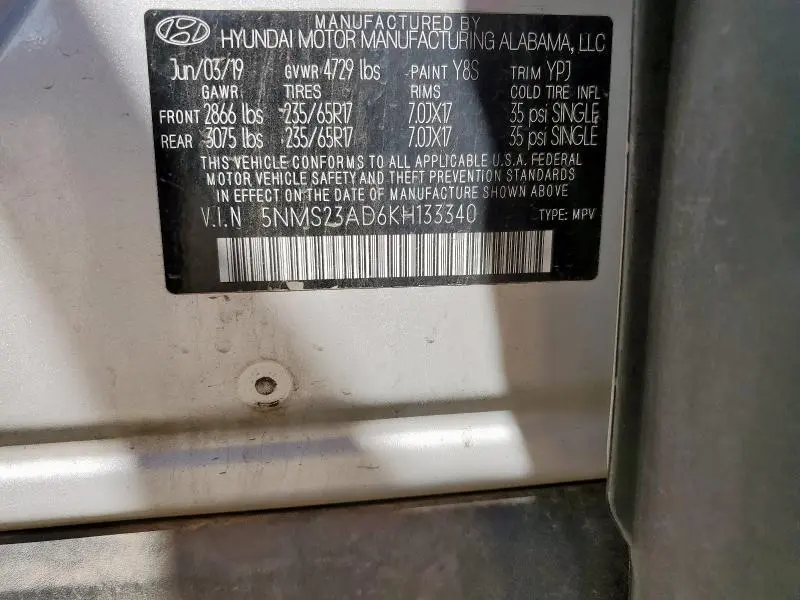 MANUFACTURED BY
HYUNDAI MOTOR MANUFACTURING ALABAMA, LLC
Jun/03/19 GVWR 4729 lbs PAINT Y8S TRIM YPJ
GAWR TIRES RIMS COLD TIRE INFL
FRONT 2866 lbs 235/65R17 7.0JX17 35 psi SINGLE
REAR 3075 lbs 235/65R17 7.0JX17 35 psi SINGLE
THIS VEHICLE CONFORMS TO ALL APPLICABLE U.S.A. FEDERAL
MOTOR VEHICLE SAFETY AND THEFT PREVENTION STANDARDS
IN EFFECT ON THE DATE OF MANUFACTURE SHOWN ABOVE
V.I.N 5NMS23AD6KH133340 TYPE: MPV